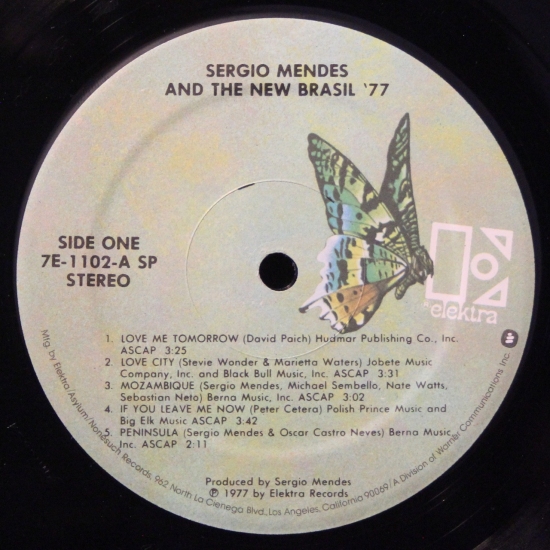 SERGIO MENDES
AND THE NEW BRASIL '77
SIDE ONE
7E-1102-A SP
STEREO
elektra
1. LOVE ME TOMORROW (David Paich) Hudmar Publishing Co., Inc.
ASCAP 3:25
2. LOVE CITY (Stevie Wonder & Marietta Waters) Jobete Music
Company, Inc. and Black Bull Music, Inc. ASCAP 3:31
3. MOZAMBIQUE (Sergio Mendes, Michael Sembello, Nate Watts,
Sebastian Neto) Berna Music, Inc. ASCAP 3:02
4. IF YOU LEAVE ME NOW (Peter Cetera) Polish Prince Music and
Big Elk Music ASCAP 3:42
5. PENINSULA (Sergio Mendes & Oscar Castro Neves) Berna Music,
Inc. ASCAP 2:11
Produced by Sergio Mendes
℗ 1977 by Elektra Records
Mfg. by Elektra/Asylum/Nonesuch Records, 962 North La Cienega Blvd., Los Angeles, California 90069/A Division of Warner Communications Inc.